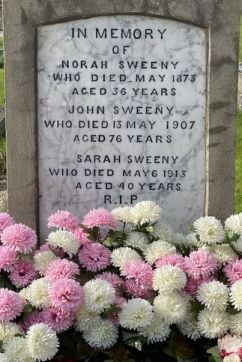 IN MEMORY
OF
NORAH SWEENY
WHO DIED MAY 1873
AGED 36 YEARS
JOHN SWEENY
WHO DIED 13 MAY 1907
AGED 76 YEARS
SARAH SWEENY
WHO DIED MAY 6TH 1913
AGED 40 YEARS
R.I.P.